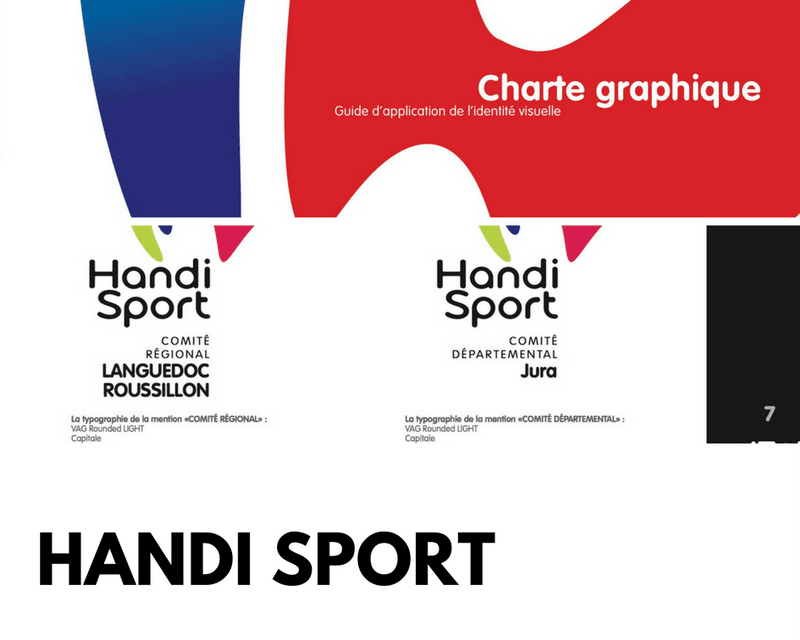 Charte graphique
Guide d'application de l'identité visuelle
Handi
Sport
COMITÉ
RÉGIONAL
LANGUEDOC
ROUSSILLON
La typographie de la mention «COMITÉ RÉGIONAL» :
VAG Rounded LIGHT
Capitale
Handi
Sport
COMITÉ
DÉPARTEMENTAL
Jura
La typographie de la mention «COMITÉ DÉPARTEMENTAL» :
VAG Rounded LIGHT
Capitale
7
HANDI SPORT